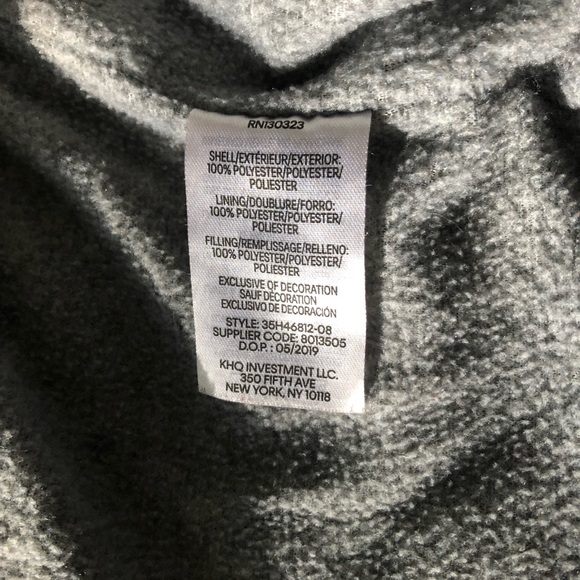 RN130323
SHELL/EXTÉRIEUR/EXTERIOR:
100% POLYESTER/POLYESTER/
POLIESTER
LINING/DOUBLURE/FORRO:
100% POLYESTER/POLYESTER/
POLIESTER
FILLING/REMPLISSAGE/RELLENO:
100% POLYESTER/POLYESTER/
POLIESTER
EXCLUSIVE OF DECORATION
SAUF DÉCORATION
EXCLUSIVO DE DECORACIÓN
STYLE: 35H46812-08
SUPPLIER CODE: 8013505
D.O.P. : 05/2019
KHQ INVESTMENT LLC.
350 FIFTH AVE
NEW YORK, NY 10118